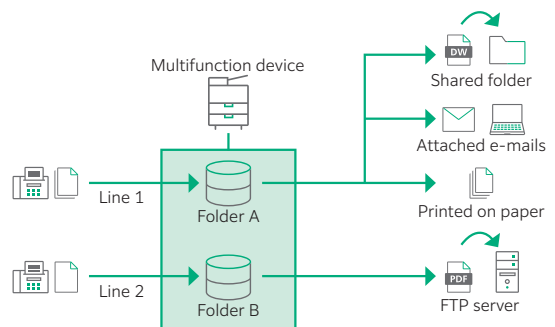 Multifunction device
DW
Shared folder
Attached e-mails
Line 1
Folder A
Printed on paper
Line 2
Folder B
PDF
FTP server